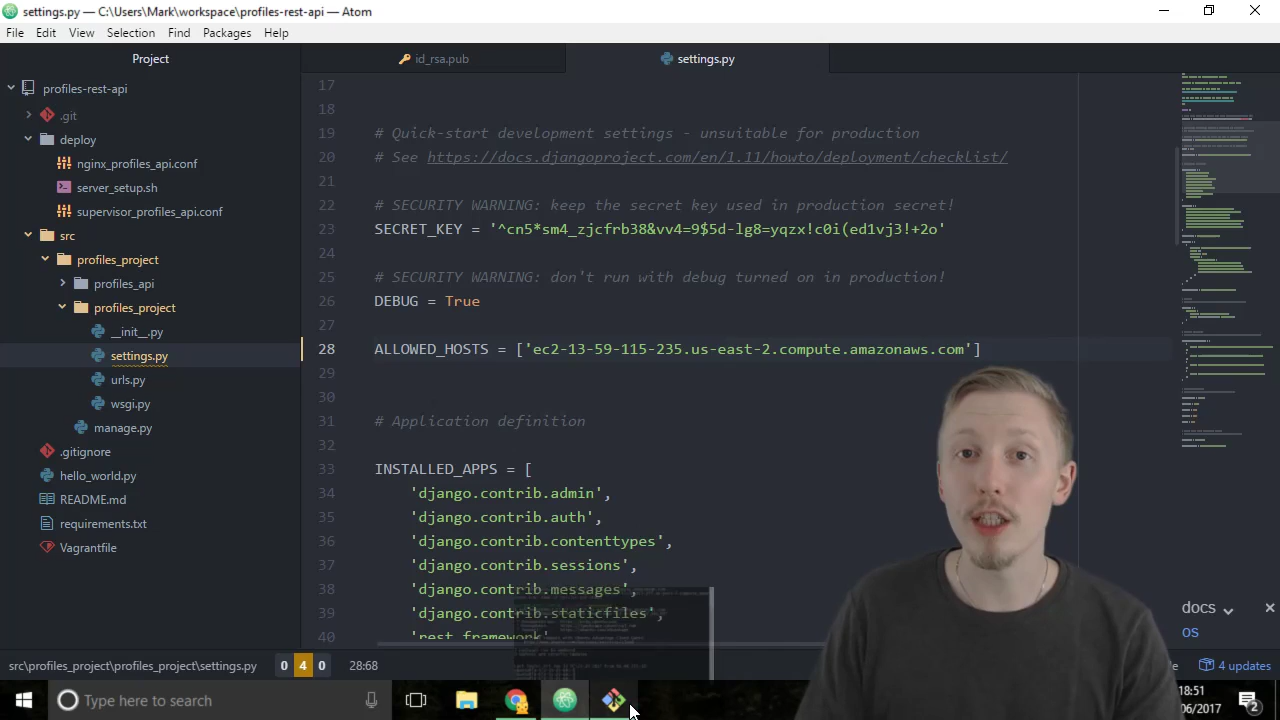 settings.py — C:\Users\Mark\workspace\profiles-rest-api — Atom
File Edit View Selection Find Packages Help
Project
id_rsa.pub
settings.py
profiles-rest-api
.git
deploy
nginx_profiles_api.conf
server_setup.sh
supervisor_profiles_api.conf
src
profiles_project
profiles_api
profiles_project
__init__.py
settings.py
urls.py
wsgi.py
manage.py
.gitignore
hello_world.py
README.md
requirements.txt
Vagrantfile
17
18
19 # Quick-start development settings - unsuitable for production
20 # See https://docs.djangoproject.com/en/1.11/howto/deployment/checklist/
21
22 # SECURITY WARNING: keep the secret key used in production secret!
23 SECRET_KEY = '^cn5*sm4_zjcfrb38&vv4=9$5d-lg8=yqzx!c0i(ed1vj3!+2o'
24
25 # SECURITY WARNING: don't run with debug turned on in production!
26 DEBUG = True
27
28 ALLOWED_HOSTS = ['ec2-13-59-115-235.us-east-2.compute.amazonaws.com']
29
30
31 # Application definition
32
33 INSTALLED_APPS = [
34 'django.contrib.admin',
35 'django.contrib.auth',
36 'django.contrib.contenttypes',
37 'django.contrib.sessions',
38 'django.contrib.messages',
39 'django.contrib.staticfiles',
40 'rest_framework'
docs
os
src\profiles_project\profiles_project\settings.py 0 4 0 28:68
4 updates
Type here to search
18:51
06/2017
2